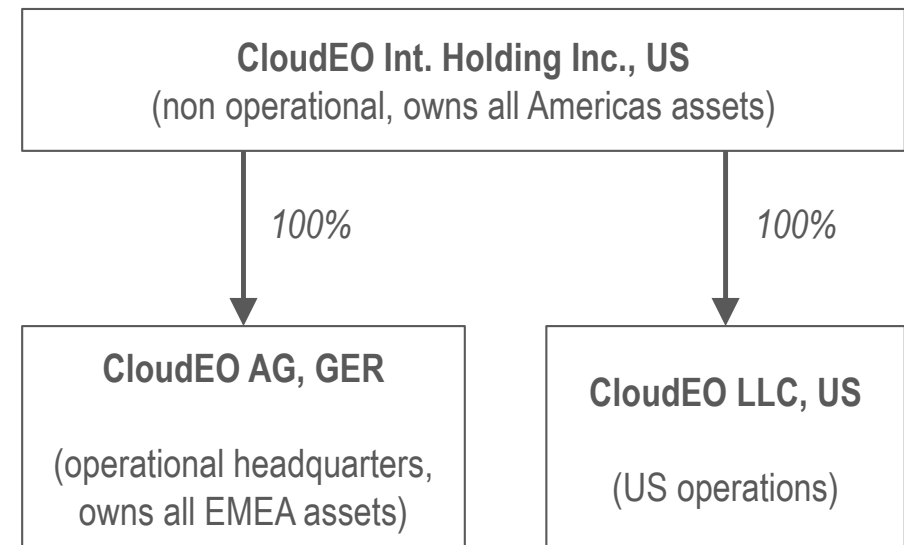 CloudEO Int. Holding Inc., US
(non operational, owns all Americas assets)
100%
100%
CloudEO AG, GER
(operational headquarters,
owns all EMEA assets)
CloudEO LLC, US
(US operations)